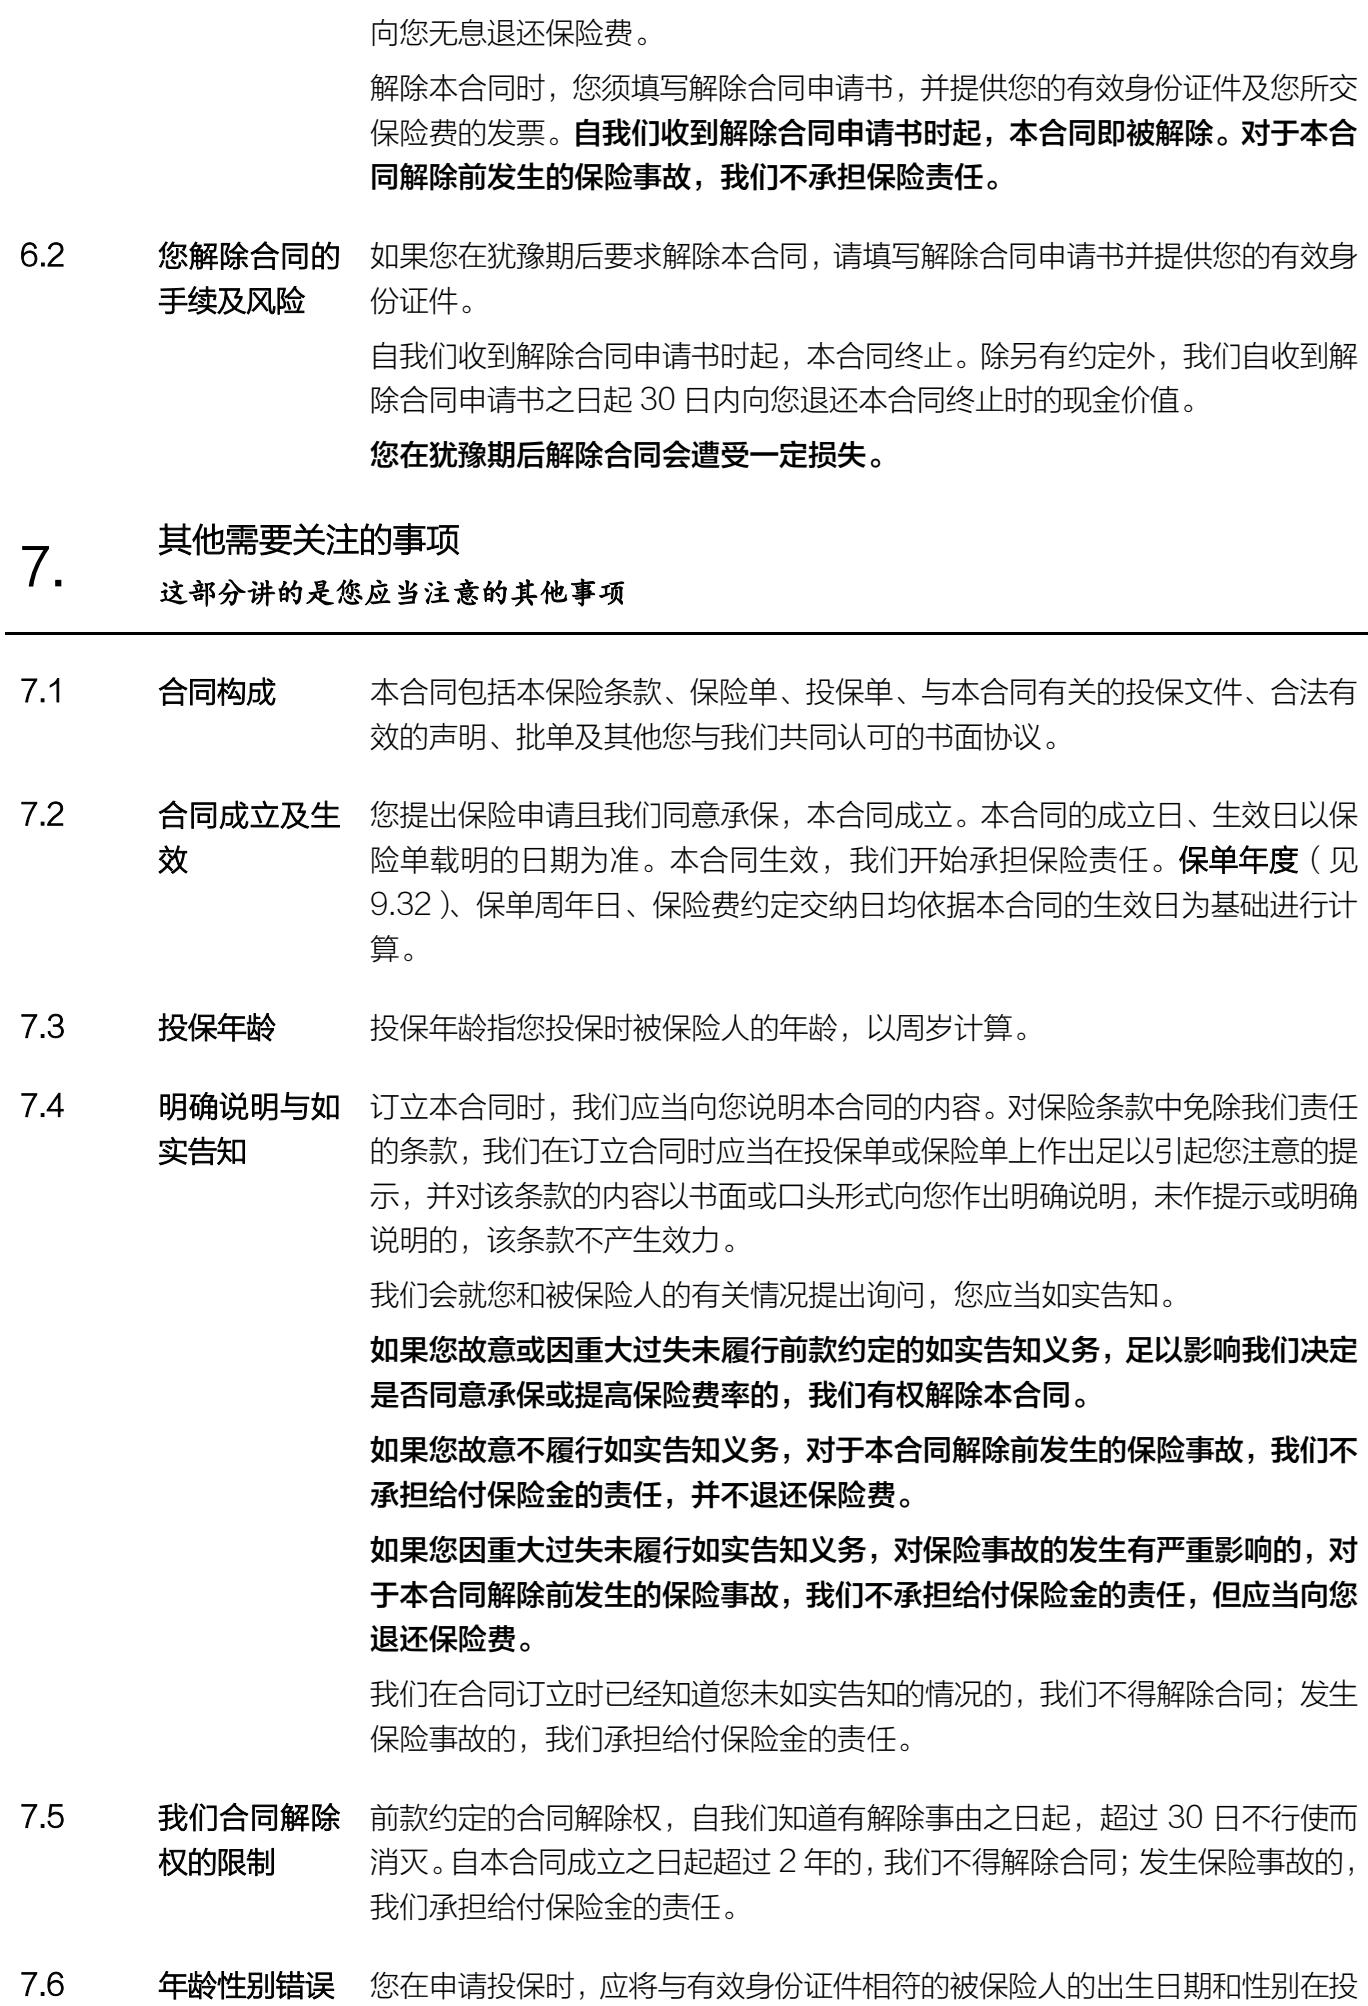 向您无息退还保险费。
解除本合同时，您须填写解除合同申请书，并提供您的有效身份证件及您所交
保险费的发票。自我们收到解除合同申请书时起，本合同即被解除。对于本合
同解除前发生的保险事故，我们不承担保险责任。
6.2 您解除合同的 如果您在犹豫期后要求解除本合同，请填写解除合同申请书并提供您的有效身
手续及风险 份证件。
自我们收到解除合同申请书时起，本合同终止。除另有约定外，我们自收到解
除合同申请书之日起 30 日内向您退还本合同终止时的现金价值。
您在犹豫期后解除合同会遭受一定损失。
7. 其他需要关注的事项
这部分讲的是您应当注意的其他事项
7.1 合同构成 本合同包括本保险条款、保险单、投保单、与本合同有关的投保文件、合法有
效的声明、批单及其他您与我们共同认可的书面协议。
7.2 合同成立及生 您提出保险申请且我们同意承保，本合同成立。本合同的成立日、生效日以保
效 险单载明的日期为准。本合同生效，我们开始承担保险责任。保单年度（见
9.32）、保单周年日、保险费约定交纳日均依据本合同的生效日为基础进行计
算。
7.3 投保年龄 投保年龄指您投保时被保险人的年龄，以周岁计算。
7.4 明确说明与如 订立本合同时，我们应当向您说明本合同的内容。对保险条款中免除我们责任
实告知 的条款，我们在订立合同时应当在投保单或保险单上作出足以引起您注意的提
示，并对该条款的内容以书面或口头形式向您作出明确说明，未作提示或明确
说明的，该条款不产生效力。
我们会就您和被保险人的有关情况提出询问，您应当如实告知。
如果您故意或因重大过失未履行前款约定的如实告知义务，足以影响我们决定
是否同意承保或提高保险费率的，我们有权解除本合同。
如果您故意不履行如实告知义务，对于本合同解除前发生的保险事故，我们不
承担给付保险金的责任，并不退还保险费。
如果您因重大过失未履行如实告知义务，对保险事故的发生有严重影响的，对
于本合同解除前发生的保险事故，我们不承担给付保险金的责任，但应当向您
退还保险费。
我们在合同订立时已经知道您未如实告知的情况的，我们不得解除合同；发生
保险事故的，我们承担给付保险金的责任。
7.5 我们合同解除 前款约定的合同解除权，自我们知道有解除事由之日起，超过 30 日不行使而
权的限制 消灭。自本合同成立之日起超过 2 年的，我们不得解除合同；发生保险事故的，
我们承担给付保险金的责任。
7.6 年龄性别错误 您在申请投保时，应将与有效身份证件相符的被保险人的出生日期和性别在投